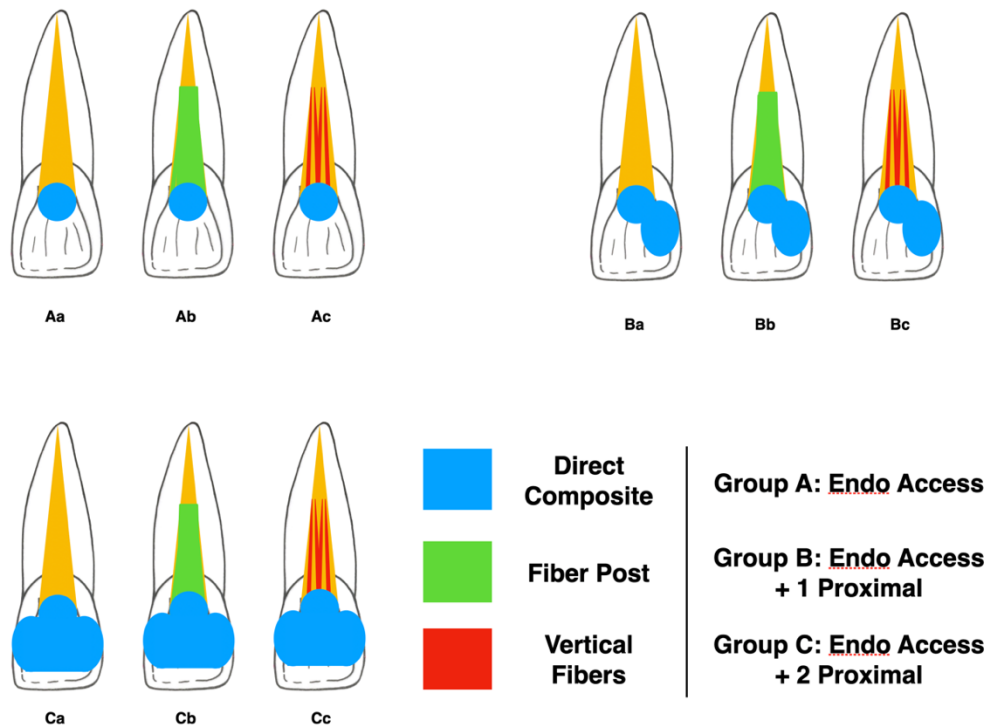 Aa
Ab
Ac
Ba
Bb
Bc
Ca
Cb
Cc
Direct
Composite
Fiber Post
Vertical
Fibers
Group A: Endo Access
Group B: Endo Access
+ 1 Proximal
Group C: Endo Access
+ 2 Proximal